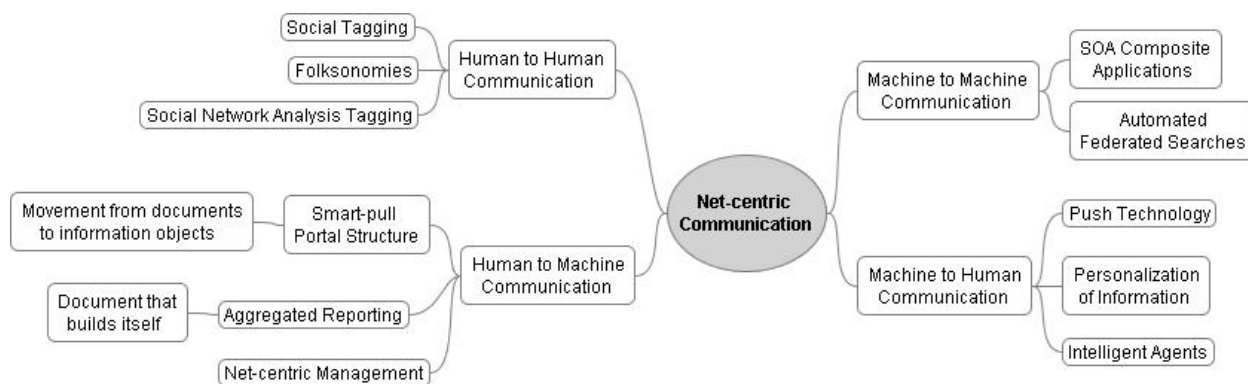 Social Tagging
Folksonomies
Social Network Analysis Tagging
Human to Human
Communication
Movement from documents
to information objects
Smart-pull
Portal Structure
Document that
builds itself
Aggregated Reporting
Net-centric Management
Human to Machine
Communication
Net-centric
Communication
Machine to Machine
Communication
SOA Composite
Applications
Automated
Federated Searches
Machine to Human
Communication
Push Technology
Personalization
of Information
Intelligent Agents